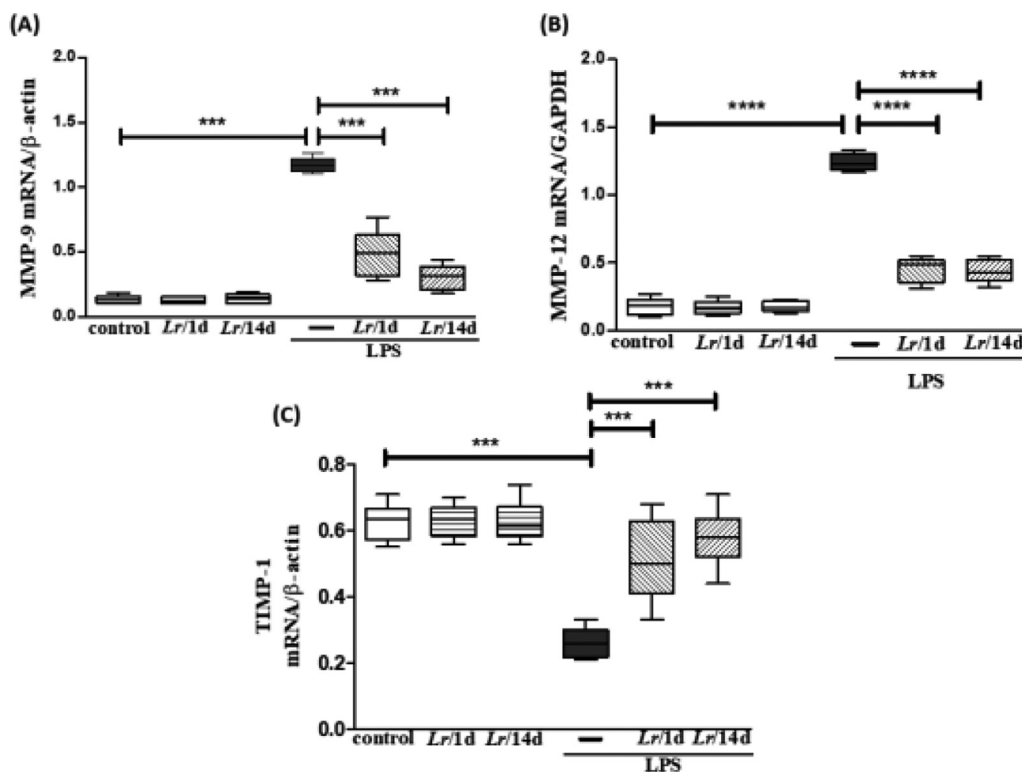 (A)
MMP-9 mRNA/β-actin
2.0
1.5
1.0
0.5
0.0
***
***
***
control Lr/1d Lr/14d – Lr/1d Lr/14d
LPS
(B)
MMP-12 mRNA/GAPDH
2.0
1.5
1.0
0.5
0.0
****
****
****
control Lr/1d Lr/14d – Lr/1d Lr/14d
LPS
(C)
TIMP-1
mRNA/β-actin
0.8
0.6
0.4
0.2
0.0
***
***
***
control Lr/1d Lr/14d – Lr/1d Lr/14d
LPS